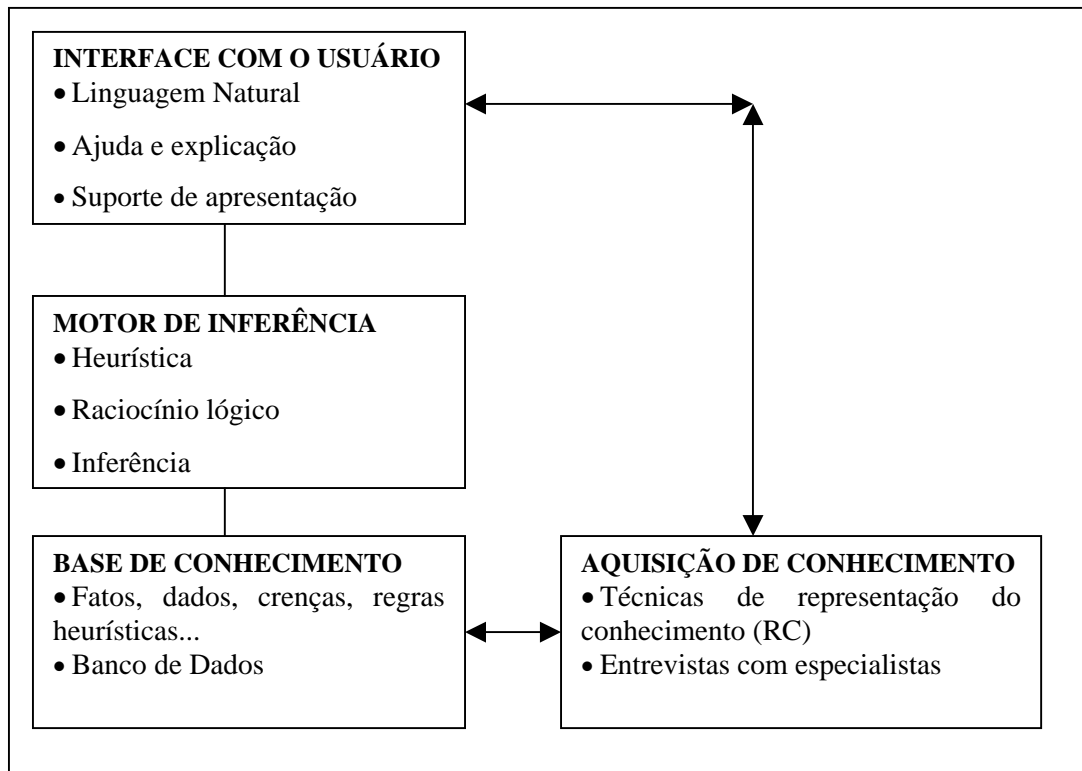 INTERFACE COM O USUÁRIO
• Linguagem Natural
• Ajuda e explicação
• Suporte de apresentação
MOTOR DE INFERÊNCIA
• Heurística
• Raciocínio lógico
• Inferência
BASE DE CONHECIMENTO
• Fatos, dados, crenças, regras
heurísticas...
• Banco de Dados
AQUISIÇÃO DE CONHECIMENTO
• Técnicas de representação do
conhecimento (RC)
• Entrevistas com especialistas